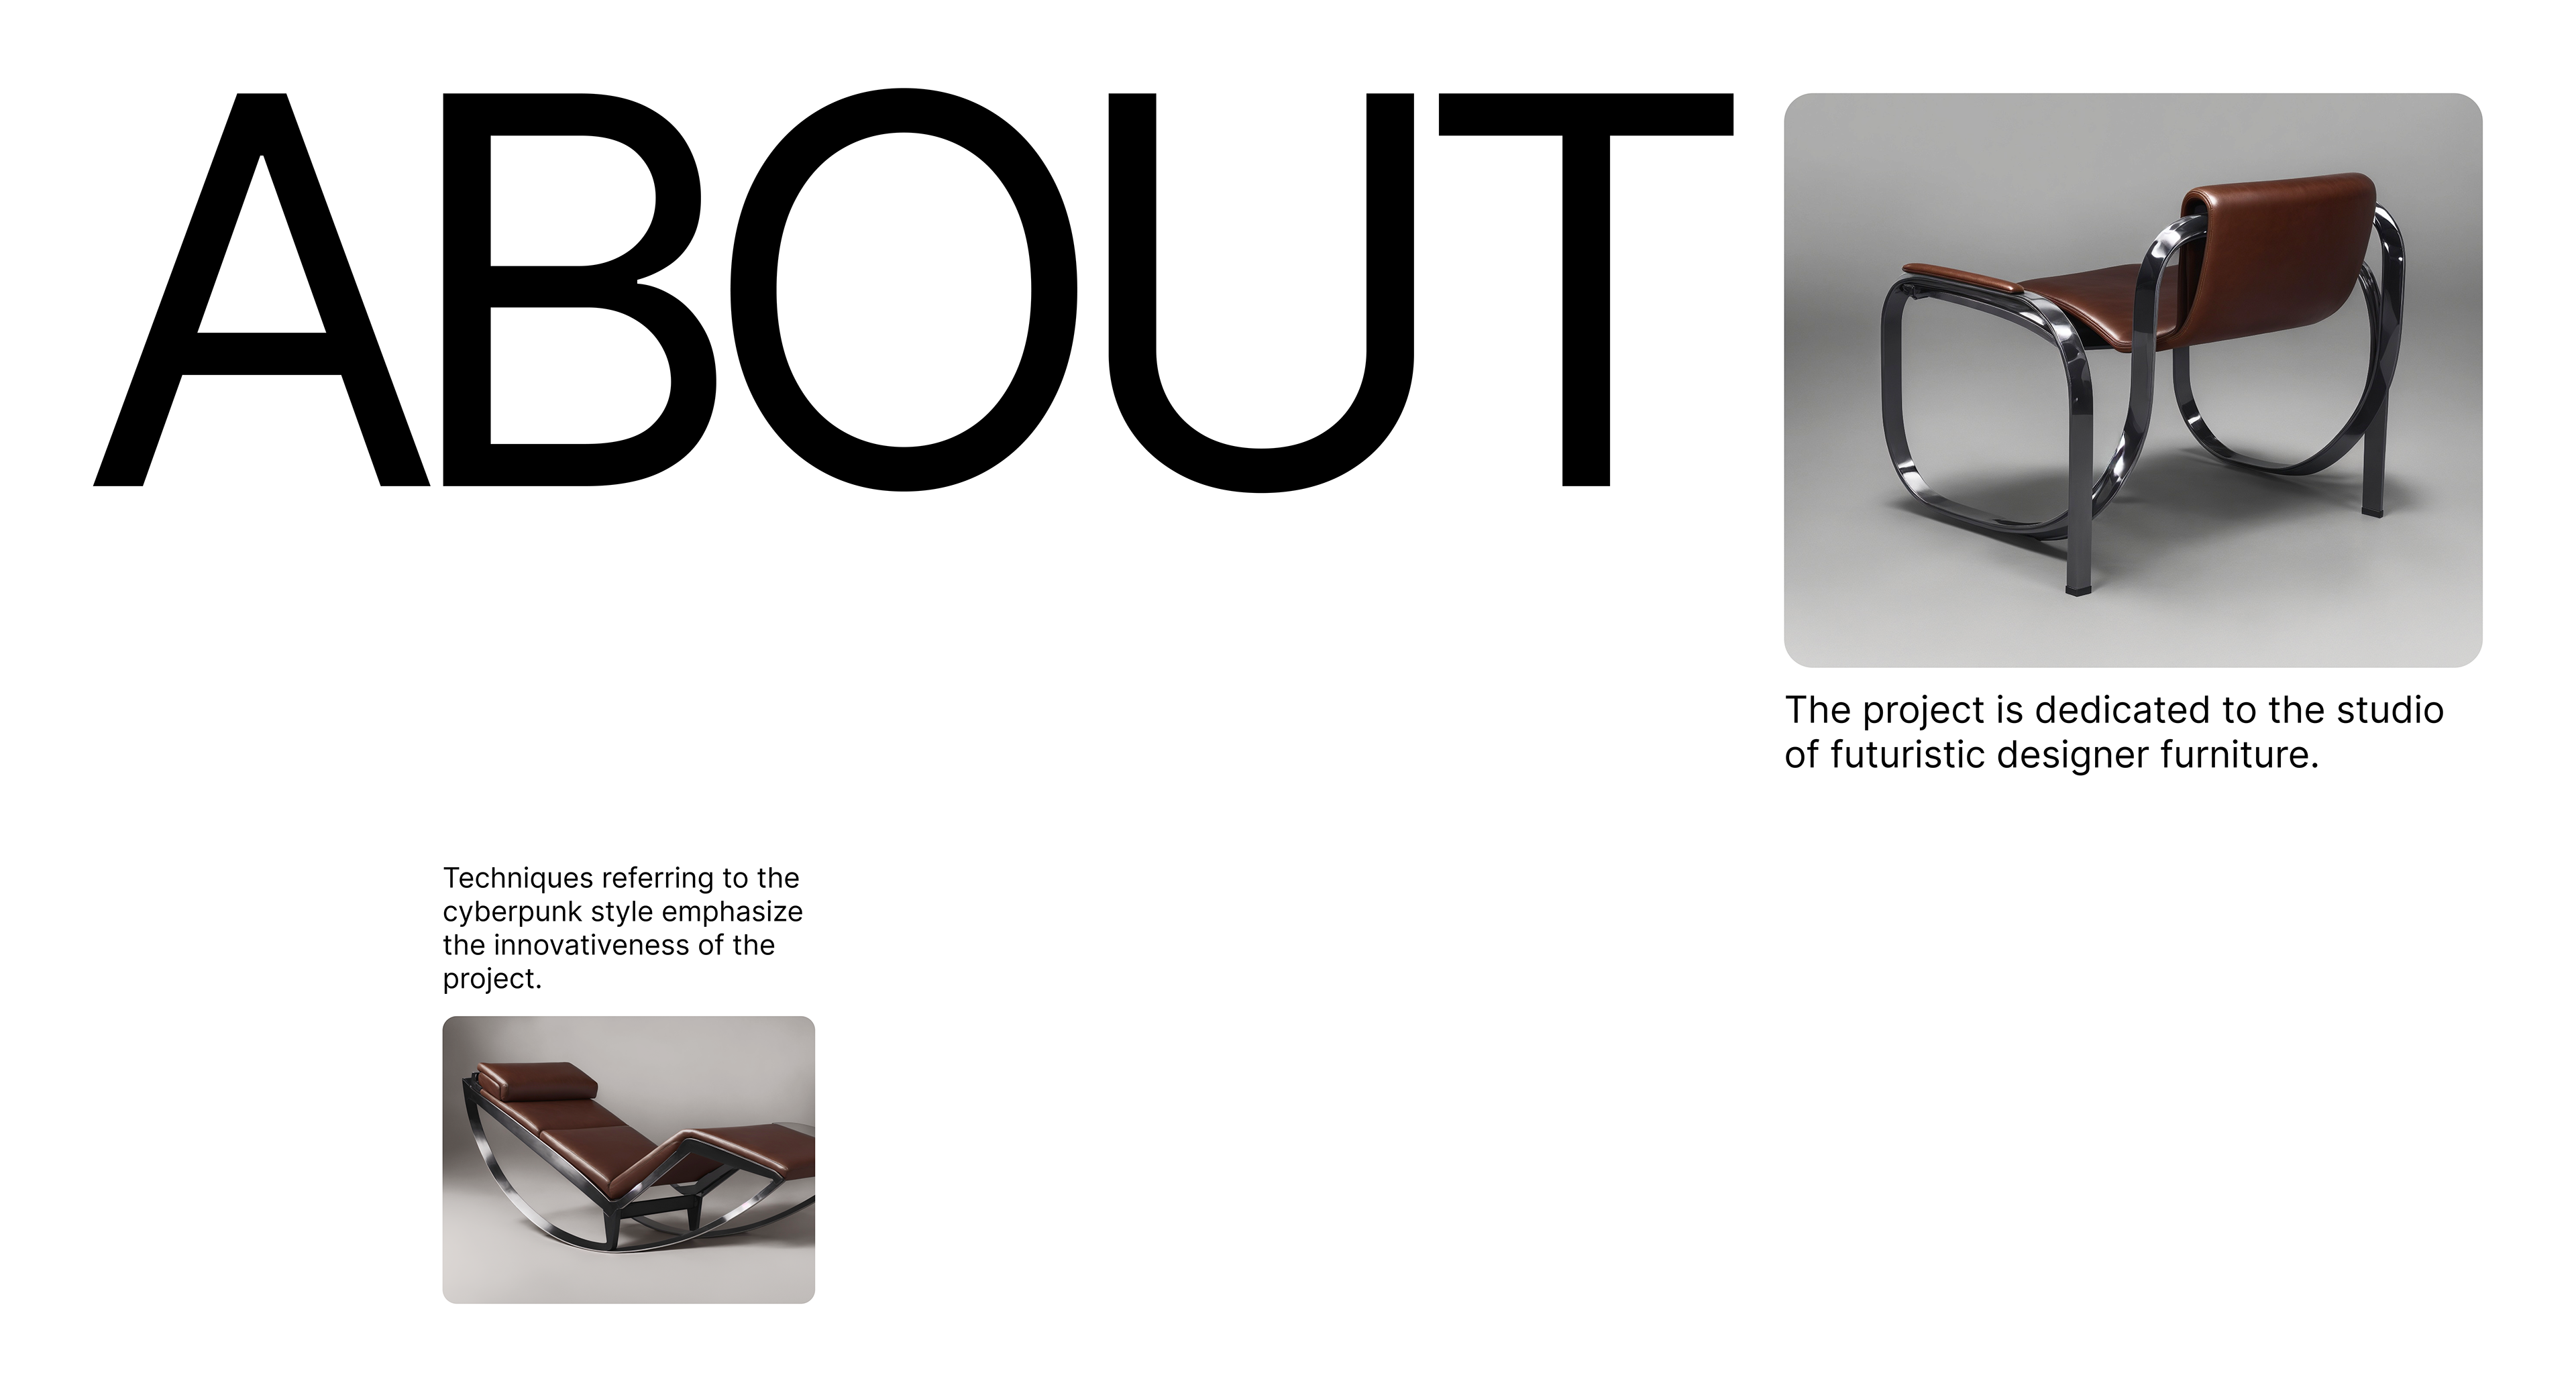 ABOUT
The project is dedicated to the studio
of futuristic designer furniture.
Techniques referring to the
cyberpunk style emphasize
the innovativeness of the
project.